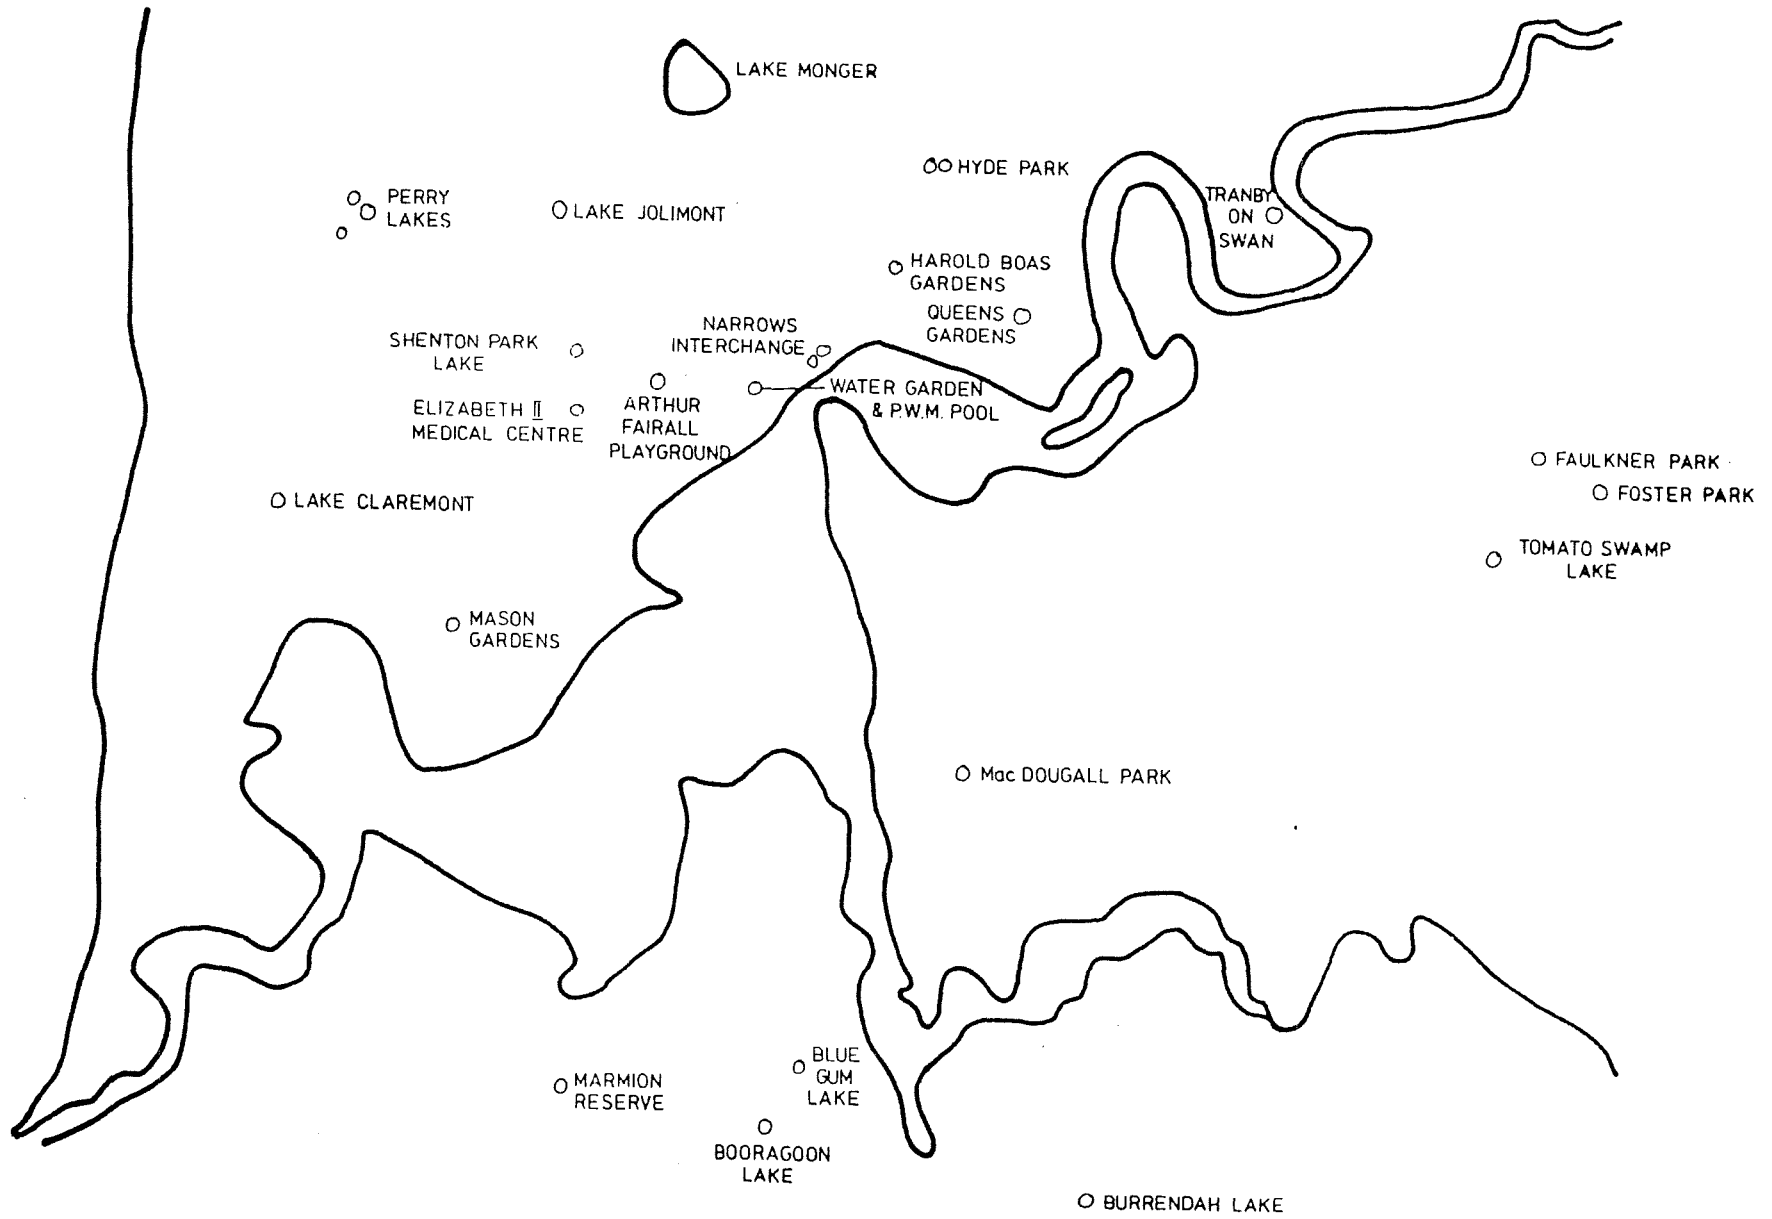 LAKE MONGER
HYDE PARK
PERRY
LAKES
LAKE JOLIMONT
TRANBY
ON
SWAN
HAROLD BOAS
GARDENS
QUEENS
GARDENS
NARROWS
INTERCHANGE
SHENTON PARK
LAKE
WATER GARDEN
& P.W.M. POOL
ELIZABETH II
MEDICAL CENTRE
ARTHUR
FAIRALL
PLAYGROUND
FAULKNER PARK
FOSTER PARK
LAKE CLAREMONT
TOMATO SWAMP
LAKE
MASON
GARDENS
Mac DOUGALL PARK
BLUE
GUM
LAKE
MARMION
RESERVE
BOORAGOON
LAKE
BURRENDAH LAKE